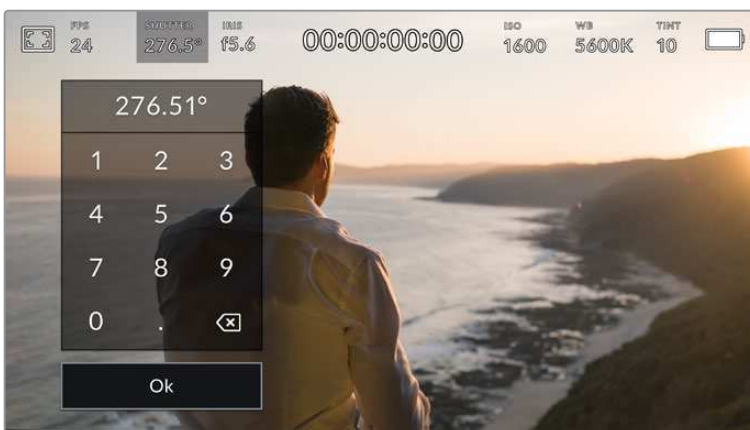 FPS SHUTTER IRIS ISO WB TINT
24 276.5° f5.6 00:00:00:00 1600 5600K 10
276.51°
1 2 3
4 5 6
7 8 9
0 .
Ok